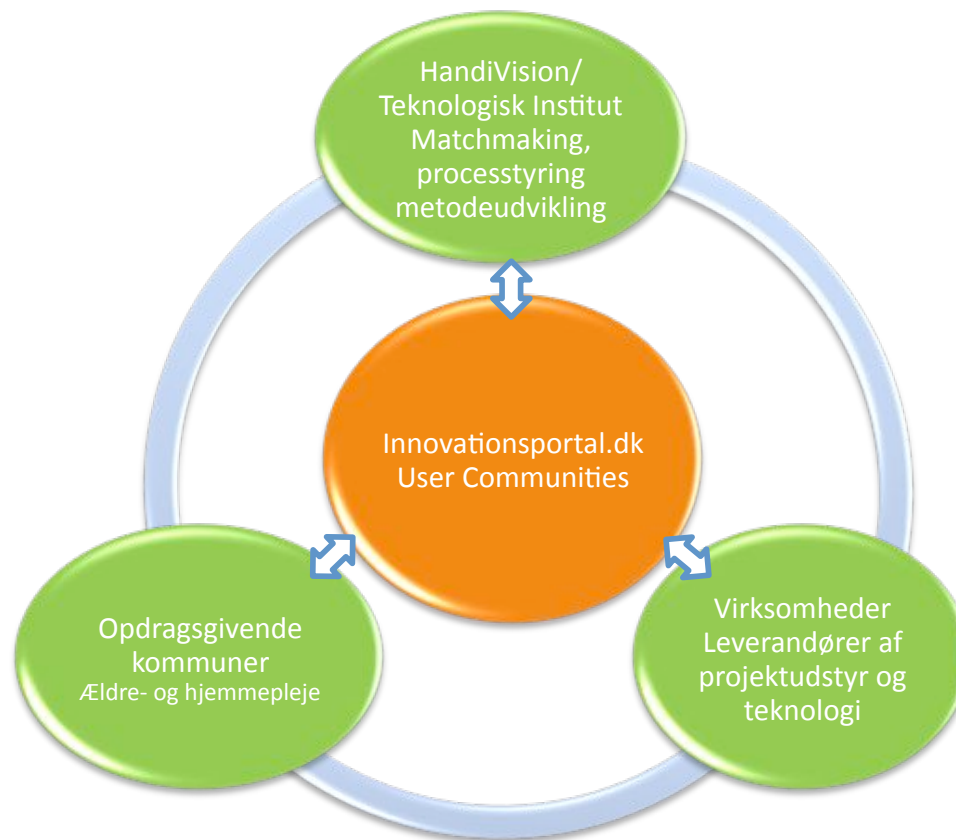 HandiVision/
Teknologisk Institut
Matchmaking,
processtyring
metodeudvikling
Innovationsportal.dk
User Communities
Opdragsgivende
kommuner
Ældre- og hjemmepleje
Virksomheder
Leverandører af
projektudstyr og
teknologi